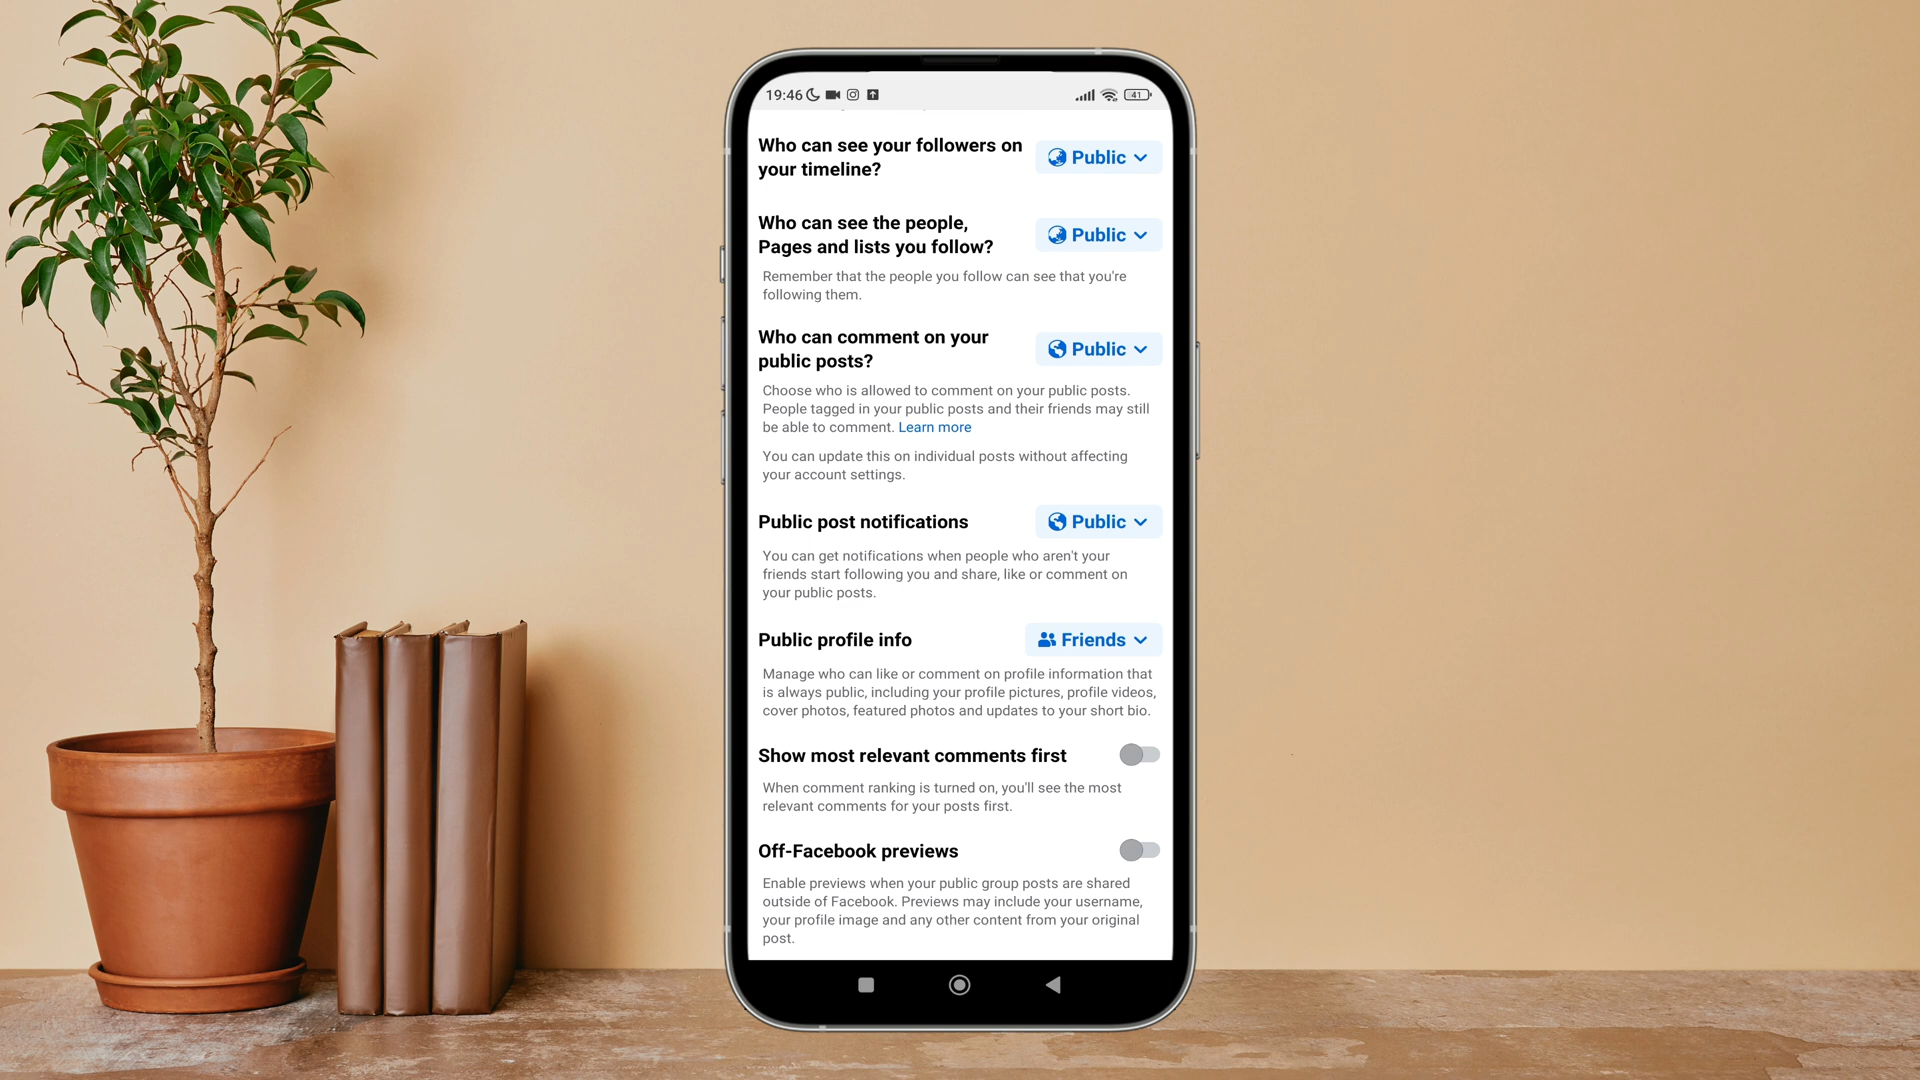 19:46
41
Who can see your followers on
your timeline?
Public
Who can see the people,
Pages and lists you follow?
Public
Remember that the people you follow can see that you're
following them.
Who can comment on your
public posts?
Public
Choose who is allowed to comment on your public posts.
People tagged in your public posts and their friends may still
be able to comment. Learn more
You can update this on individual posts without affecting
your account settings.
Public post notifications
Public
You can get notifications when people who aren't your
friends start following you and share, like or comment on
your public posts.
Public profile info
Friends
Manage who can like or comment on profile information that
is always public, including your profile pictures, profile videos,
cover photos, featured photos and updates to your short bio.
Show most relevant comments first
When comment ranking is turned on, you'll see the most
relevant comments for your posts first.
Off-Facebook previews
Enable previews when your public group posts are shared
outside of Facebook. Previews may include your username,
your profile image and any other content from your original
post.